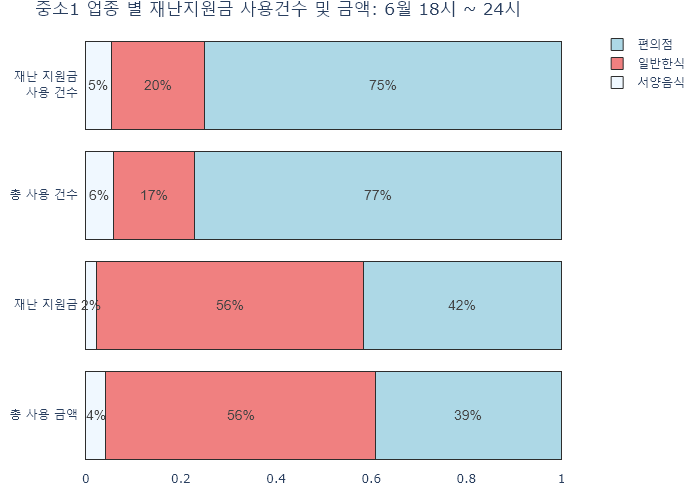 중소1 업종 별 재난지원금 사용건수 및 금액: 6월 18시 ~ 24시
편의점
일반한식
서양음식
재난 지원금
사용 건수
5%
20%
75%
총 사용 건수
6%
17%
77%
재난 지원금
2%
56%
42%
총 사용 금액
4%
56%
39%
0
0.2
0.4
0.6
0.8
1